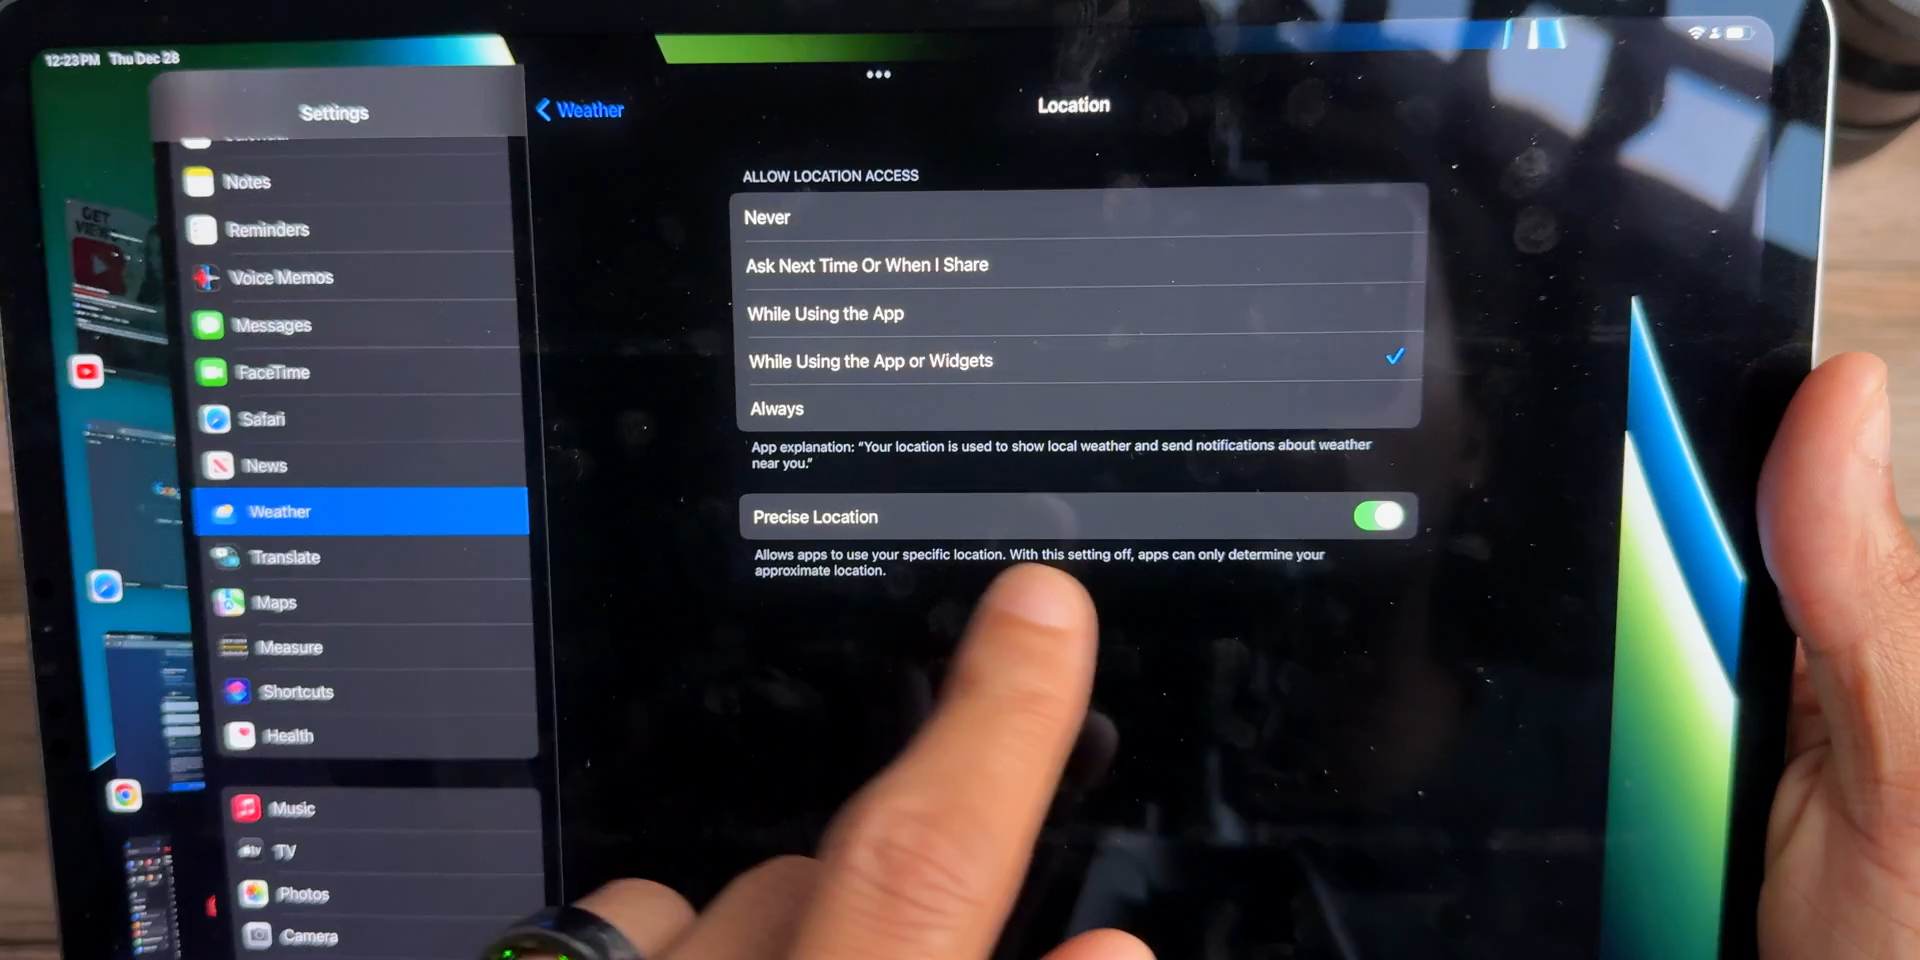 12:23 PM Thu Dec 28
GET
Settings
Notes
Reminders
Voice Memos
Messages
FaceTime
Safari
News
Weather
Translate
Maps
Measure
Shortcuts
Health
Music
tv TV
Photos
Camera
Weather
Location
ALLOW LOCATION ACCESS
Never
Ask Next Time Or When I Share
While Using the App
While Using the App or Widgets
Always
App explanation: “Your location is used to show local weather and send notifications about weather
near you.”
Precise Location
Allows apps to use your specific location. With this setting off, apps can only determine your
approximate location.